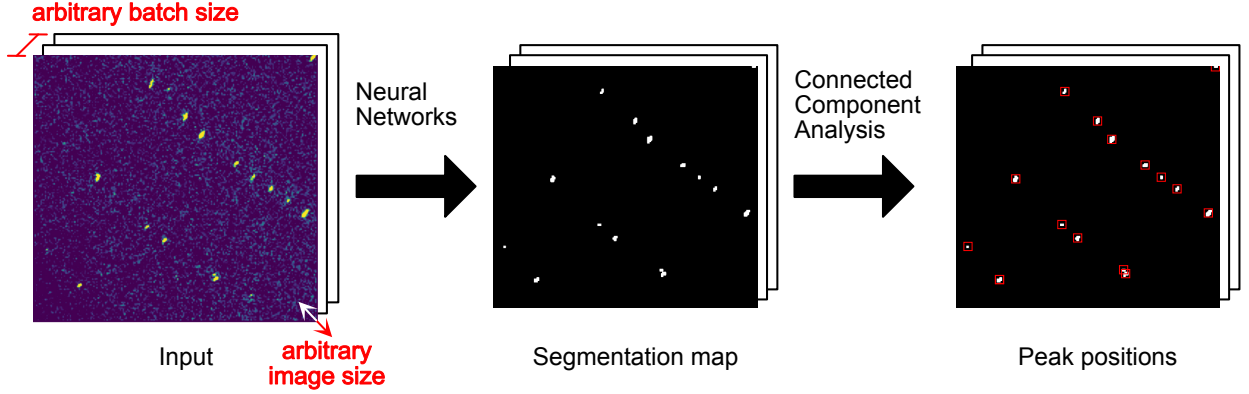 arbitrary batch size
Neural
Networks
Connected
Component
Analysis
Input
arbitrary
image size
Segmentation map
Peak positions